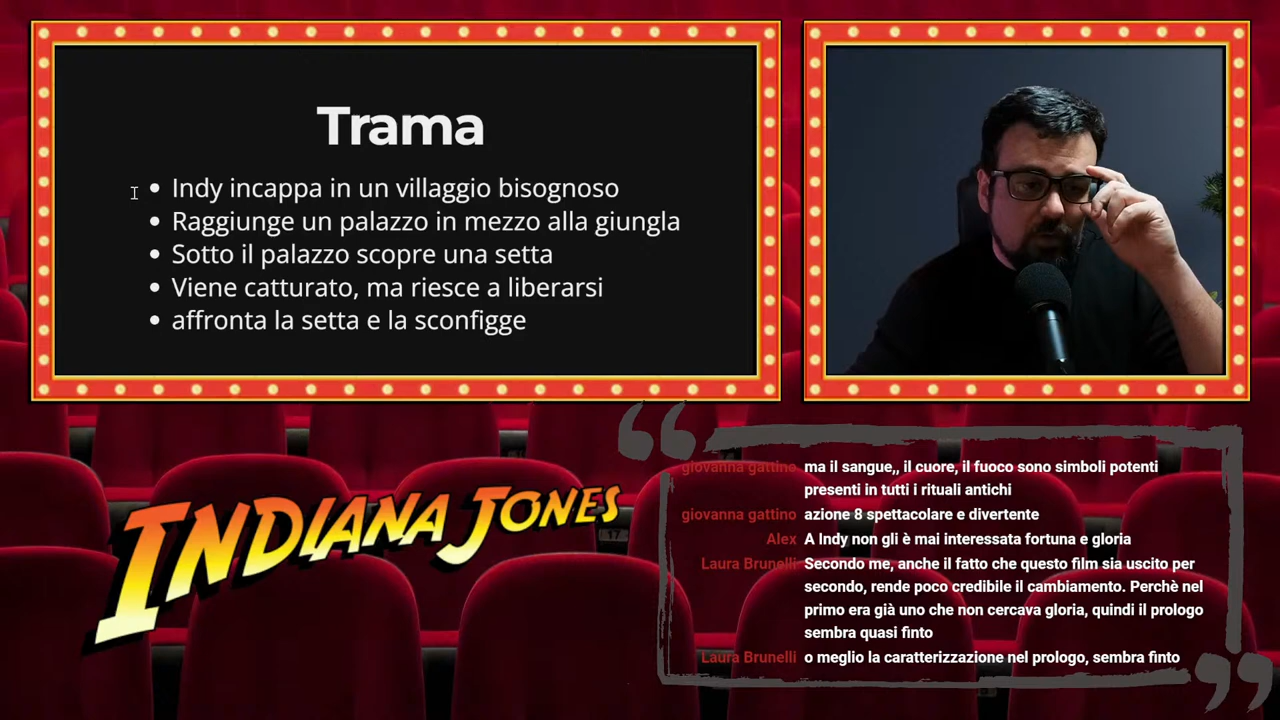 Trama
Indy incappa in un villaggio bisognoso
Raggiunge un palazzo in mezzo alla giungla
Sotto il palazzo scopre una setta
Viene catturato, ma riesce a liberarsi
affronta la setta e la sconfigge
INDIANA JONES
17
giovanna gattino ma il sangue,, il cuore, il fuoco sono simboli potenti
presenti in tutti i rituali antichi
giovanna gattino azione 8 spettacolare e divertente
Alex A Indy non gli è mai interessata fortuna e gloria
Laura Brunelli Secondo me, anche il fatto che questo film sia uscito per
secondo, rende poco credibile il cambiamento. Perchè nel
primo era già uno che non cercava gloria, quindi il prologo
sembra quasi finto
Laura Brunelli o meglio la caratterizzazione nel prologo, sembra finto